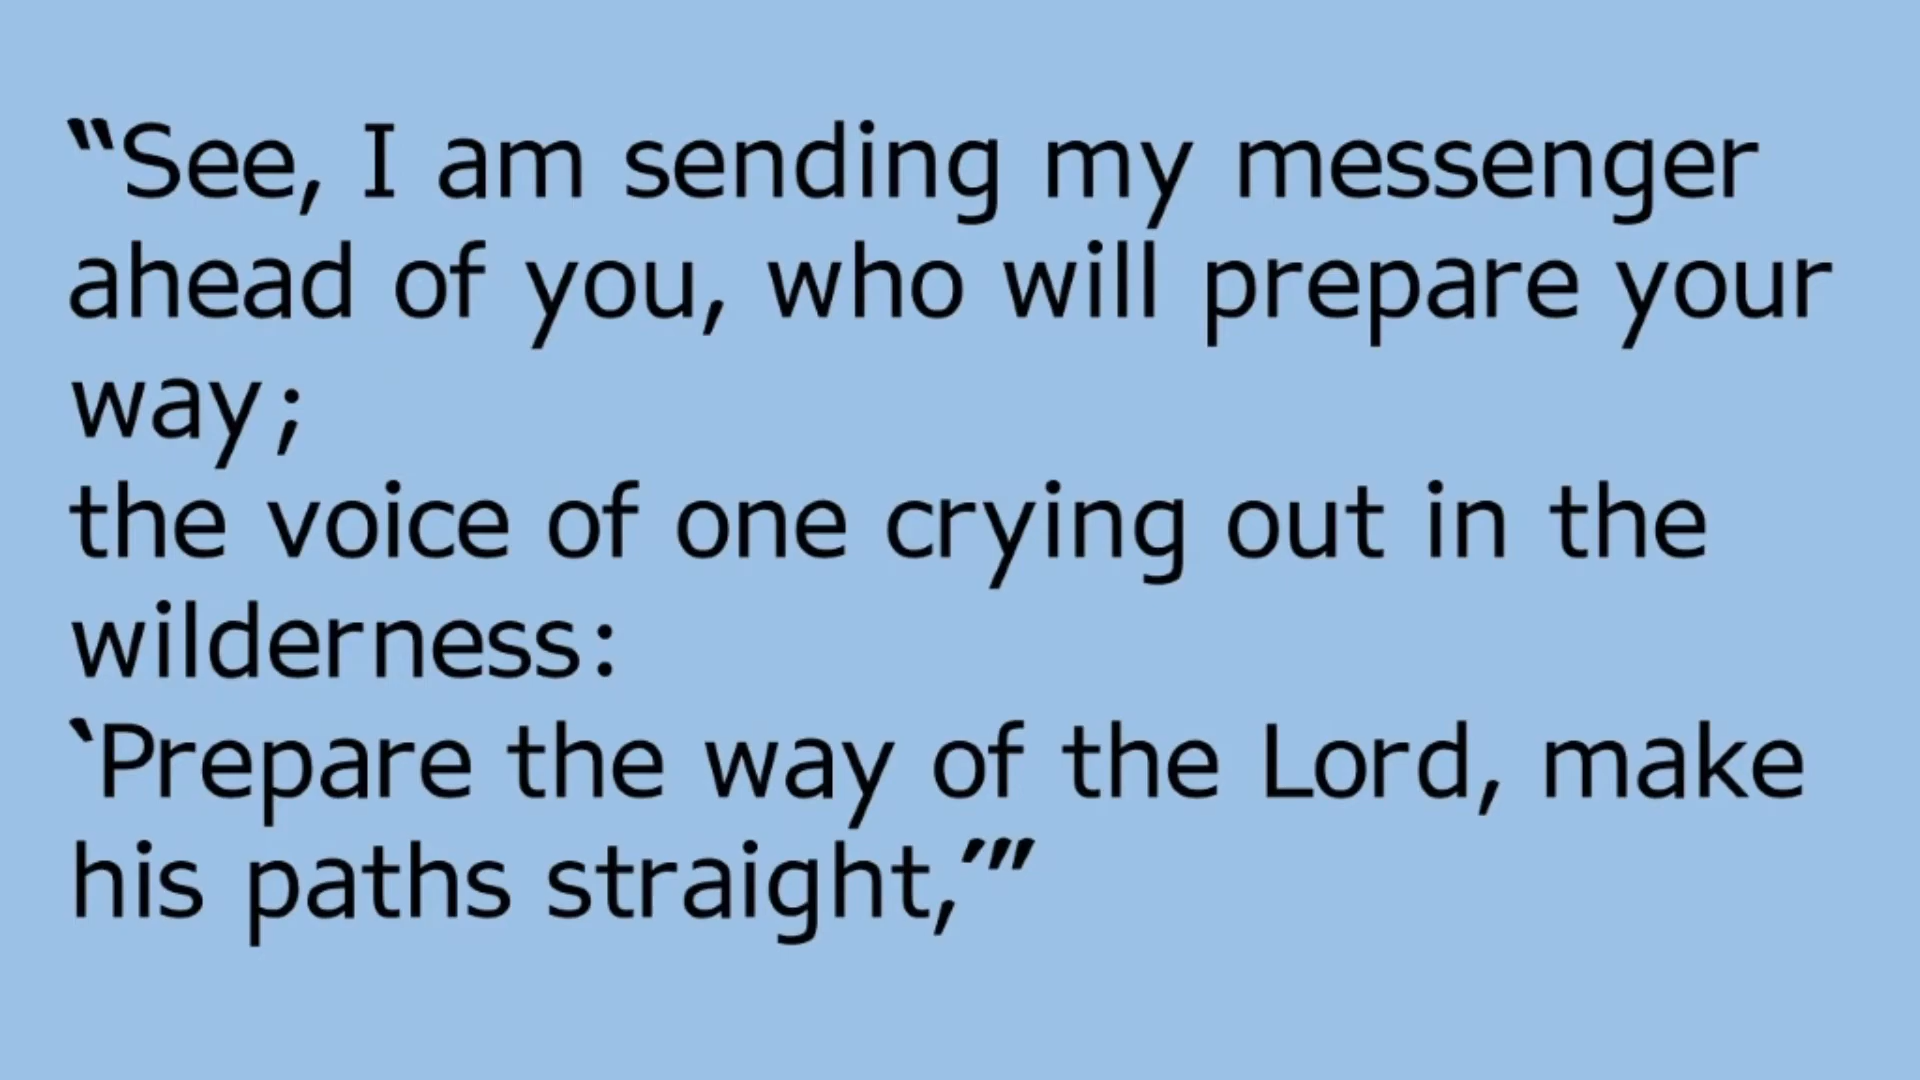 “See, I am sending my messenger
ahead of you, who will prepare your
way;
the voice of one crying out in the
wilderness:
‘Prepare the way of the Lord, make
his paths straight,’”